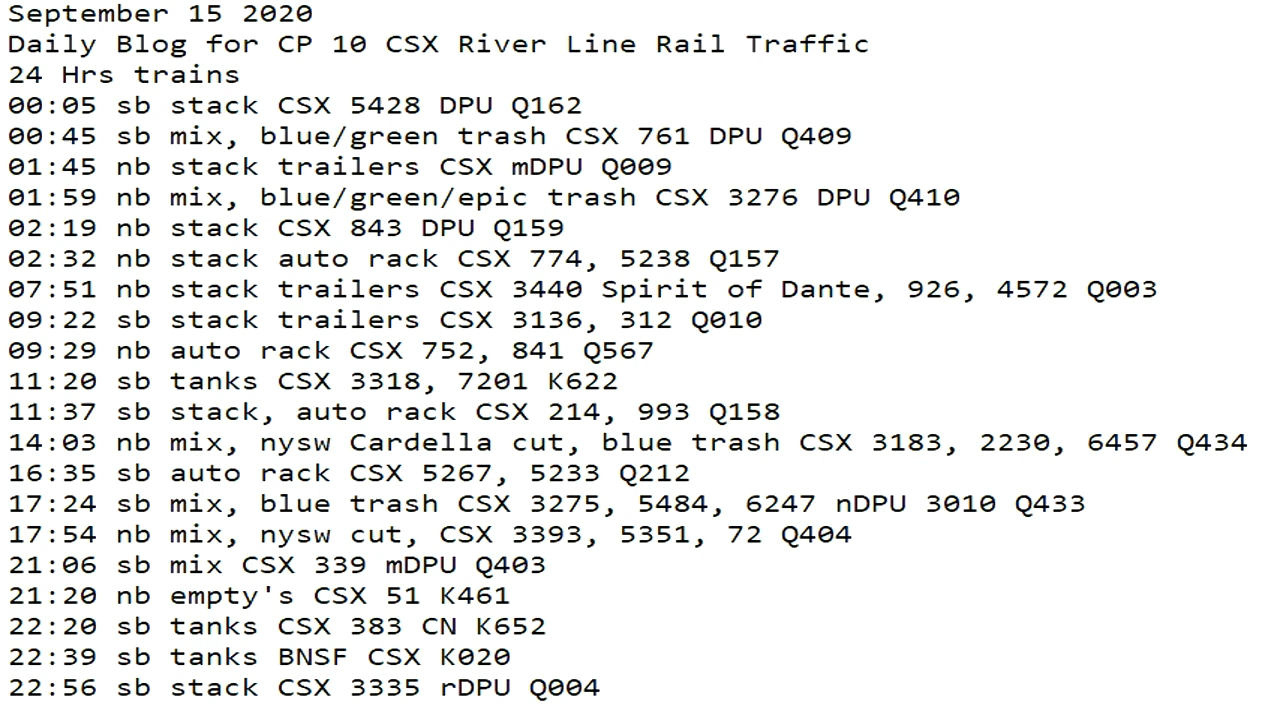 September 15 2020
Daily Blog for CP 10 CSX River Line Rail Traffic
24 Hrs trains
00:05 sb stack CSX 5428 DPU Q162
00:45 sb mix, blue/green trash CSX 761 DPU Q409
01:45 nb stack trailers CSX mDPU Q009
01:59 nb mix, blue/green/epic trash CSX 3276 DPU Q410
02:19 nb stack CSX 843 DPU Q159
02:32 nb stack auto rack CSX 774, 5238 Q157
07:51 nb stack trailers CSX 3440 Spirit of Dante, 926, 4572 Q003
09:22 sb stack trailers CSX 3136, 312 Q010
09:29 nb auto rack CSX 752, 841 Q567
11:20 sb tanks CSX 3318, 7201 K622
11:37 sb stack, auto rack CSX 214, 993 Q158
14:03 nb mix, nysw Cardella cut, blue trash CSX 3183, 2230, 6457 Q434
16:35 sb auto rack CSX 5267, 5233 Q212
17:24 sb mix, blue trash CSX 3275, 5484, 6247 nDPU 3010 Q433
17:54 nb mix, nysw cut, CSX 3393, 5351, 72 Q404
21:06 sb mix CSX 339 mDPU Q403
21:20 nb empty's CSX 51 K461
22:20 sb tanks CSX 383 CN K652
22:39 sb tanks BNSF CSX K020
22:56 sb stack CSX 3335 rDPU Q004